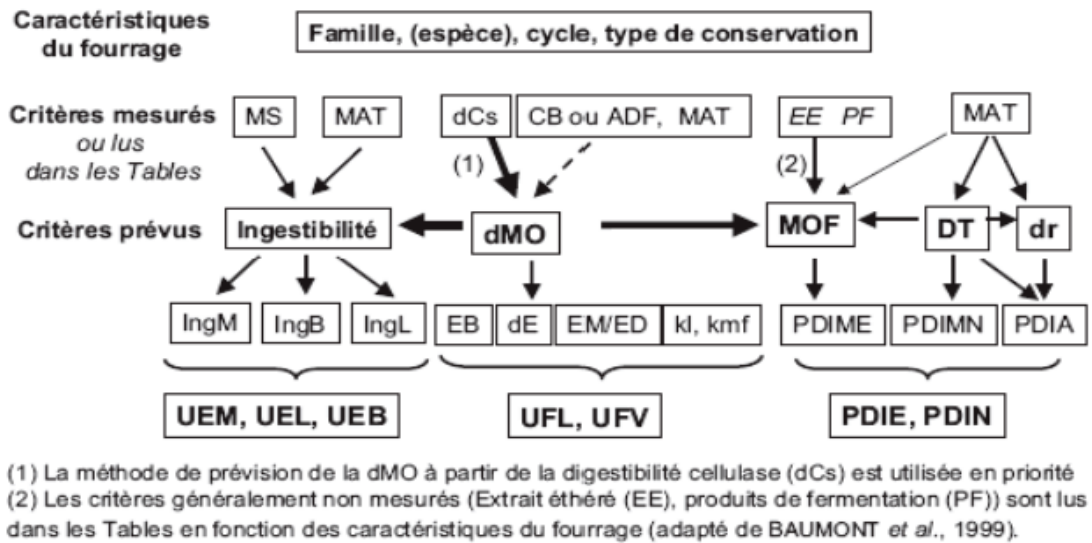 Caractéristiques
du fourrage
Famille, (espèce), cycle, type de conservation
Critères mesurés
ou lus
dans les Tables
MS MAT dCs CB ou ADF, MAT EE PF MAT
(1) (2)
Critères prévus Ingestibilité dMO MOF DT dr
IngM IngB IngL EB dE EM/ED kl, kmf PDIME PDIMN PDIA
UEM, UEL, UEB UFL, UFV PDIE, PDIN
(1) La méthode de prévision de la dMO à partir de la digestibilité cellulase (dCs) est utilisée en priorité
(2) Les critères généralement non mesurés (Extrait éthéré (EE), produits de fermentation (PF)) sont lus
dans les Tables en fonction des caractéristiques du fourrage (adapté de BAUMONT et al., 1999).